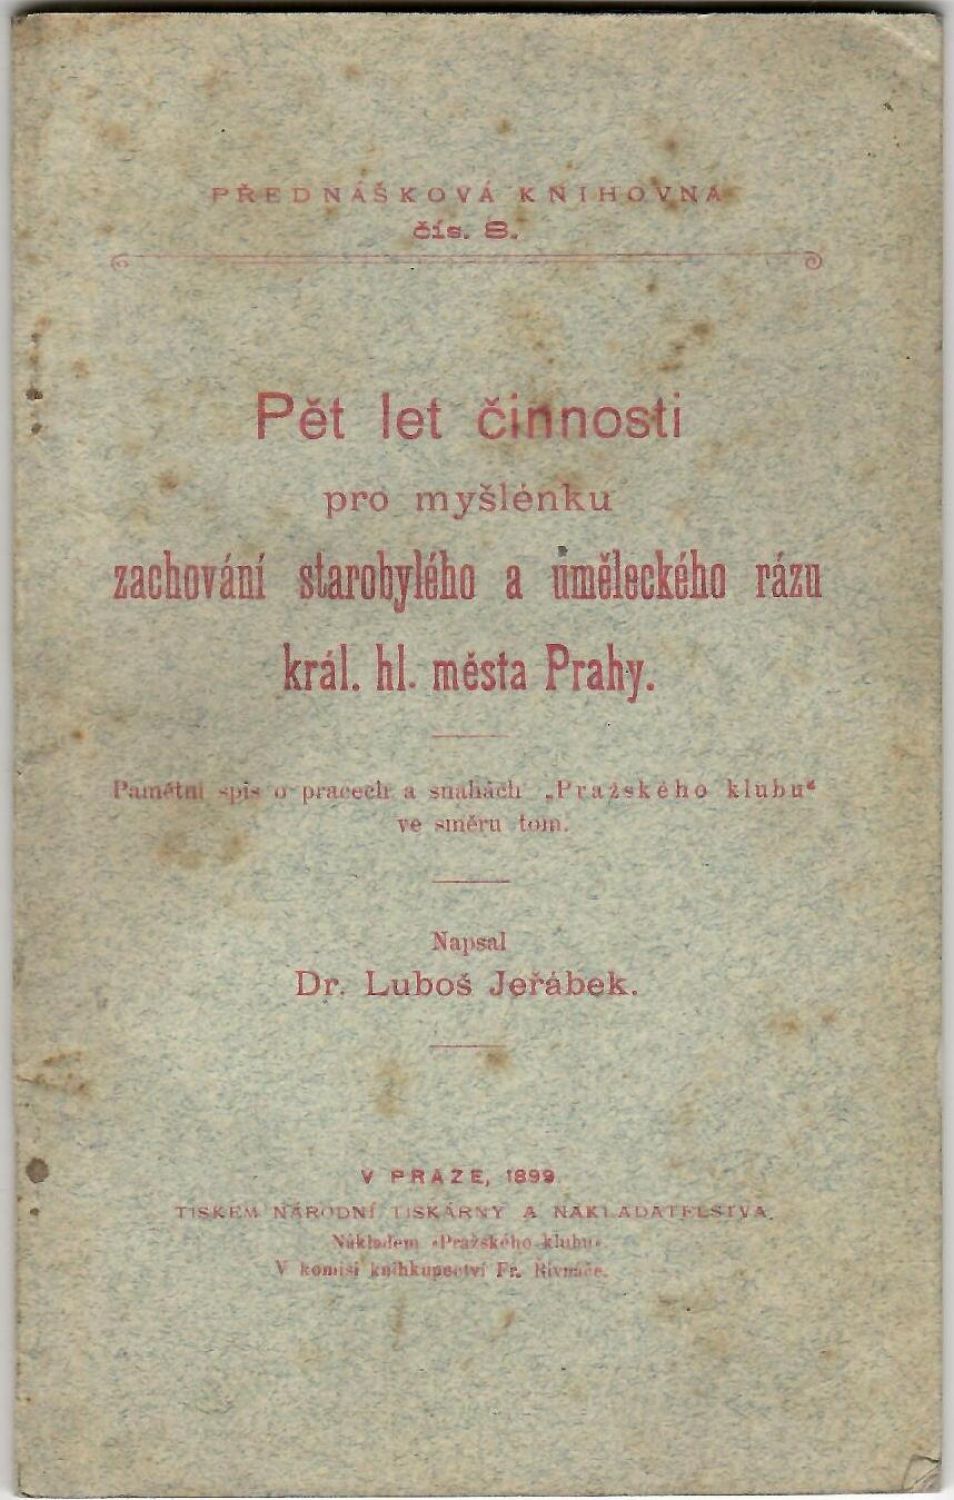 PŘEDNÁŠKOVÁ KNIHOVNA
čís. 8.
Pět let činnosti
pro myšlénku
zachování starobylého a uměleckého rázu
král. hl. města Prahy.
Pamětní spis o pracech a snahách „Pražského klubu“
ve směru tom.
Napsal
Dr. Luboš Jeřábek.
V PRAZE, 1899.
TISKEM NÁRODNÍ TISKÁRNY A NAKLADATELSTVA.
Nákladem »Pražského klubu«.
V komisi knihkupectví Fr. Řivnáče.